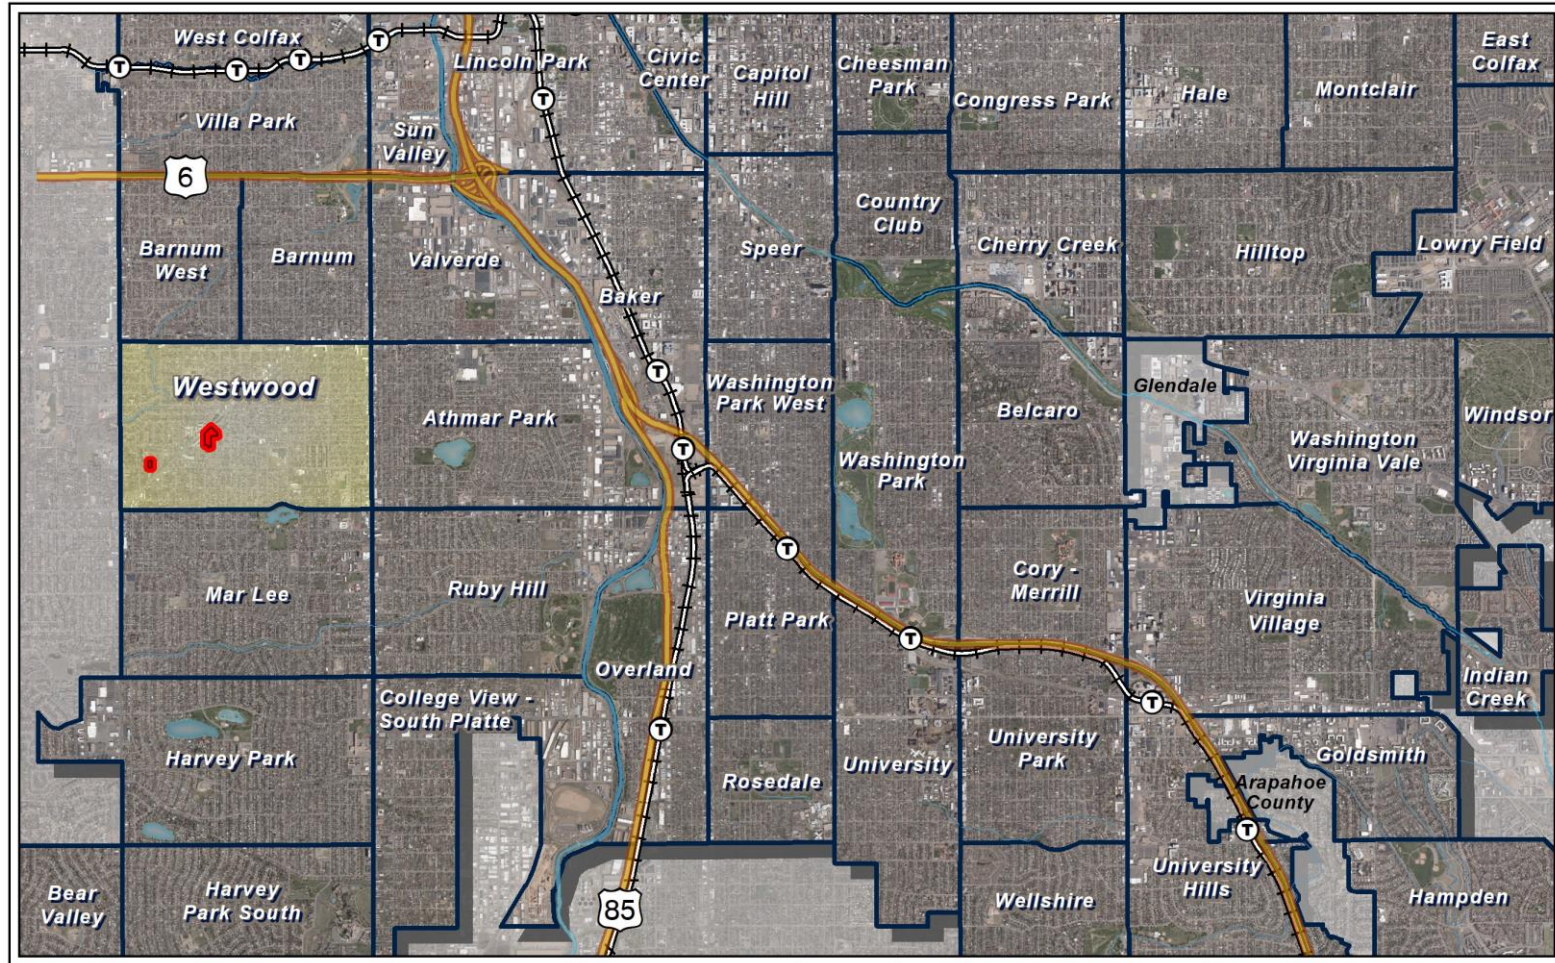 West Colfax
Lincoln Park
Civic
Center
Capitol
Hill
Cheesman
Park
Congress Park
Hale
Montclair
East
Colfax
Villa Park
Sun
Valley
6
Barnum
West
Barnum
Valverde
Baker
Speer
Country
Club
Cherry Creek
Hilltop
Lowry Field
Westwood
Athmar Park
Washington
Park West
Washington
Park
Belcaro
Glendale
Washington
Virginia Vale
Windsor
Mar Lee
Ruby Hill
Platt Park
Cory -
Merrill
Virginia
Village
Indian
Creek
Overland
College View -
South Platte
Harvey Park
Rosedale
University
University
Park
Goldsmith
Arapahoe
County
Bear
Valley
Harvey
Park South
85
Wellshire
University
Hills
Hampden
T
T
T
T
T
T
T
T
T
T
T
T